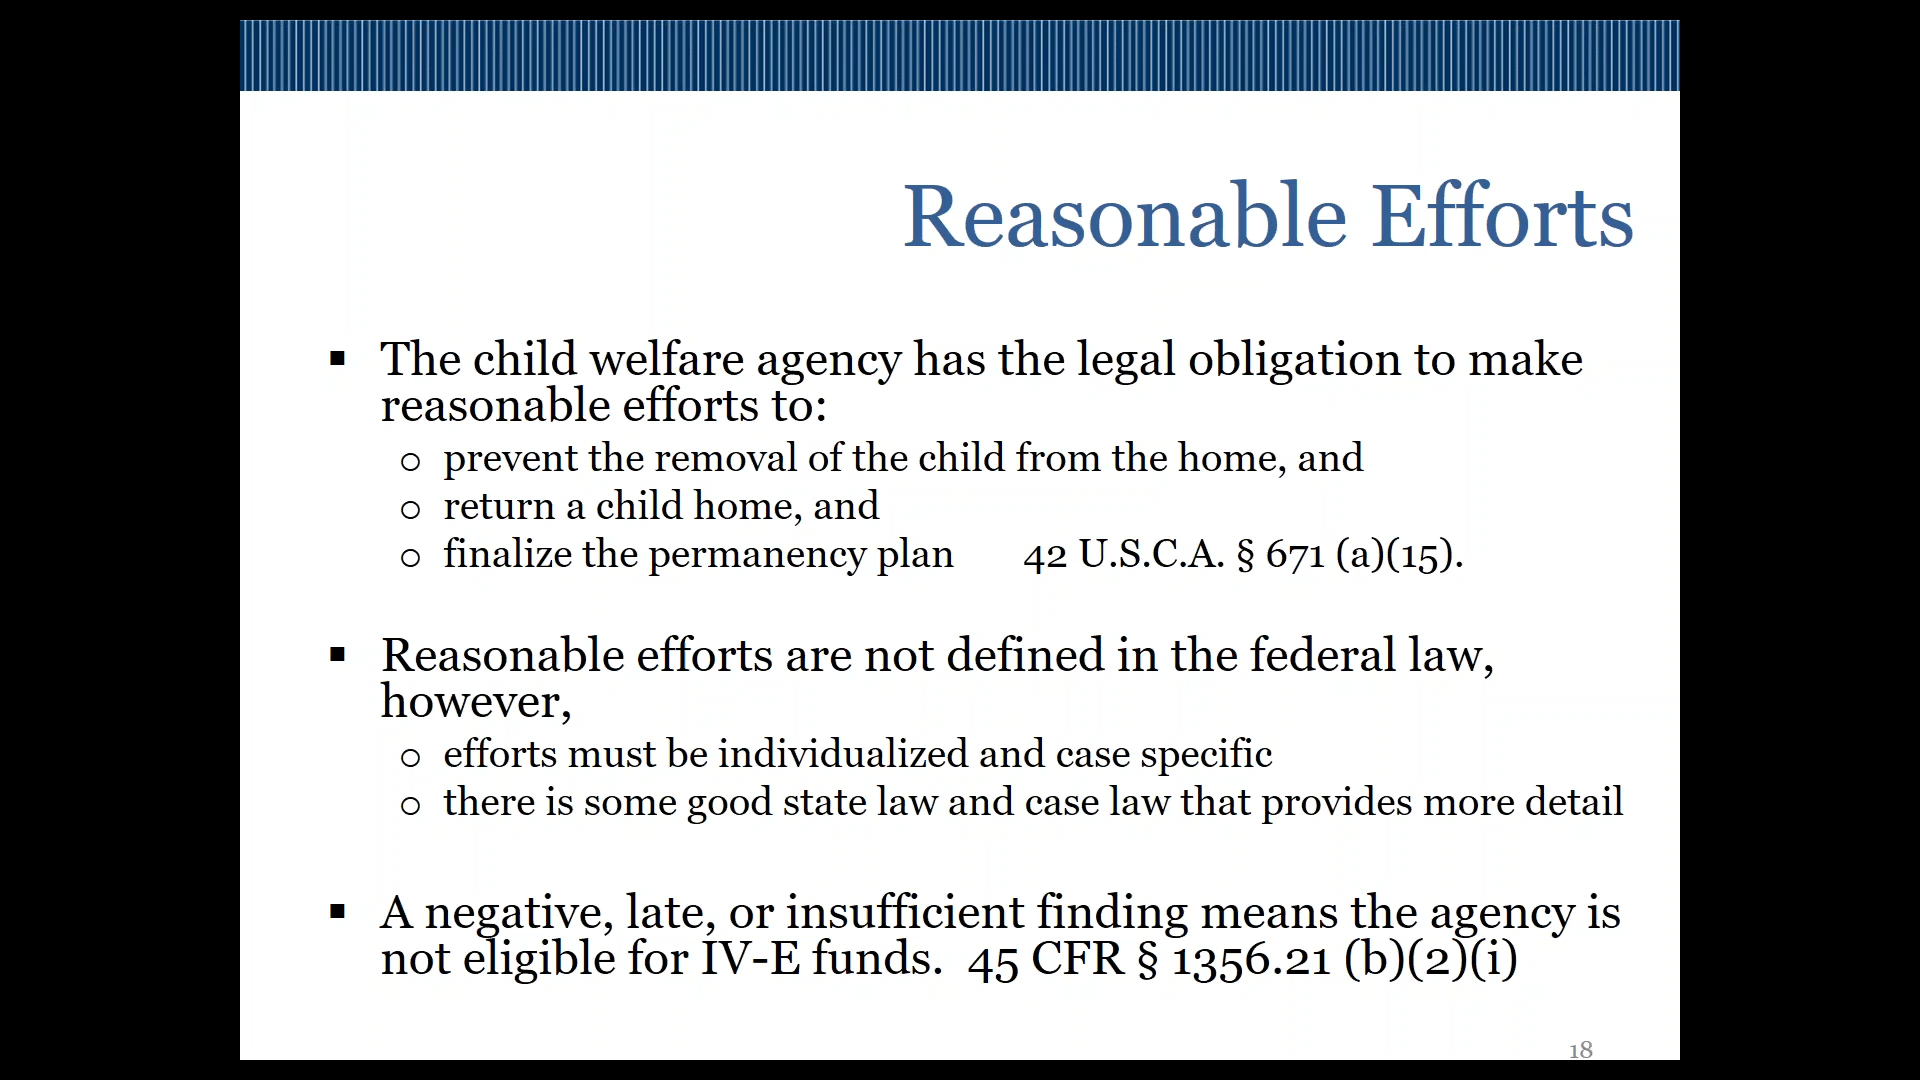 Reasonable Efforts
▪ The child welfare agency has the legal obligation to make
reasonable efforts to:
o prevent the removal of the child from the home, and
o return a child home, and
o finalize the permanency plan 42 U.S.C.A. § 671 (a)(15).
▪ Reasonable efforts are not defined in the federal law,
however,
o efforts must be individualized and case specific
o there is some good state law and case law that provides more detail
▪ A negative, late, or insufficient finding means the agency is
not eligible for IV-E funds. 45 CFR § 1356.21 (b)(2)(i)
18